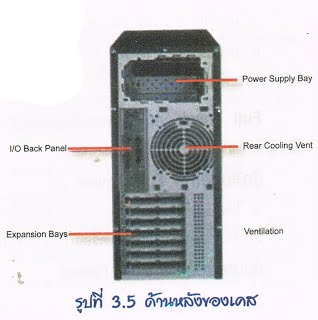 Power Supply Bay
I/O Back Panel
Rear Cooling Vent
Expansion Bays
Ventilation
รูปที่ 3.5 ด้านหลังของเคส